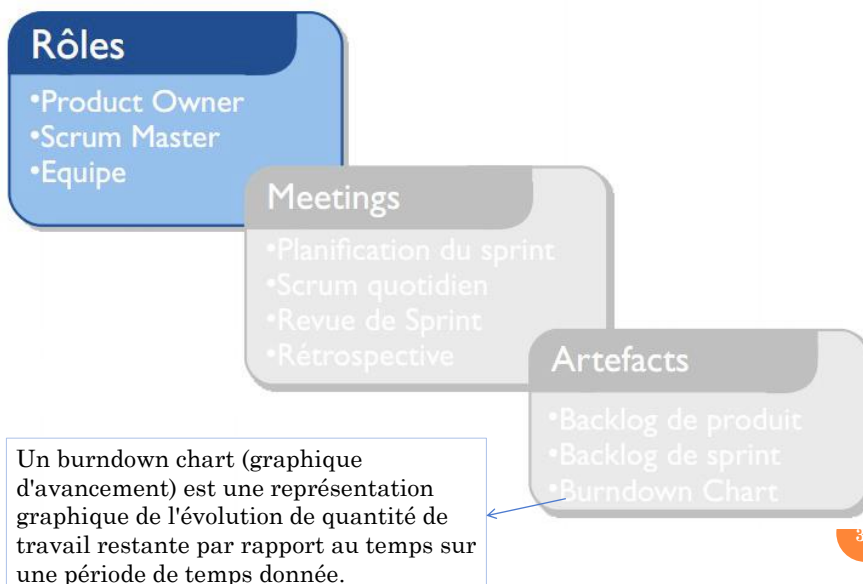 Rôles
•Product Owner
•Scrum Master
•Equipe
Meetings
•Planification du sprint
•Scrum quotidien
•Revue de Sprint
•Rétrospective
Artefacts
•Backlog de produit
•Backlog de sprint
•Burndown Chart
Un burndown chart (graphique
d'avancement) est une représentation
graphique de l'évolution de quantité de
travail restante par rapport au temps sur
une période de temps donnée.
3